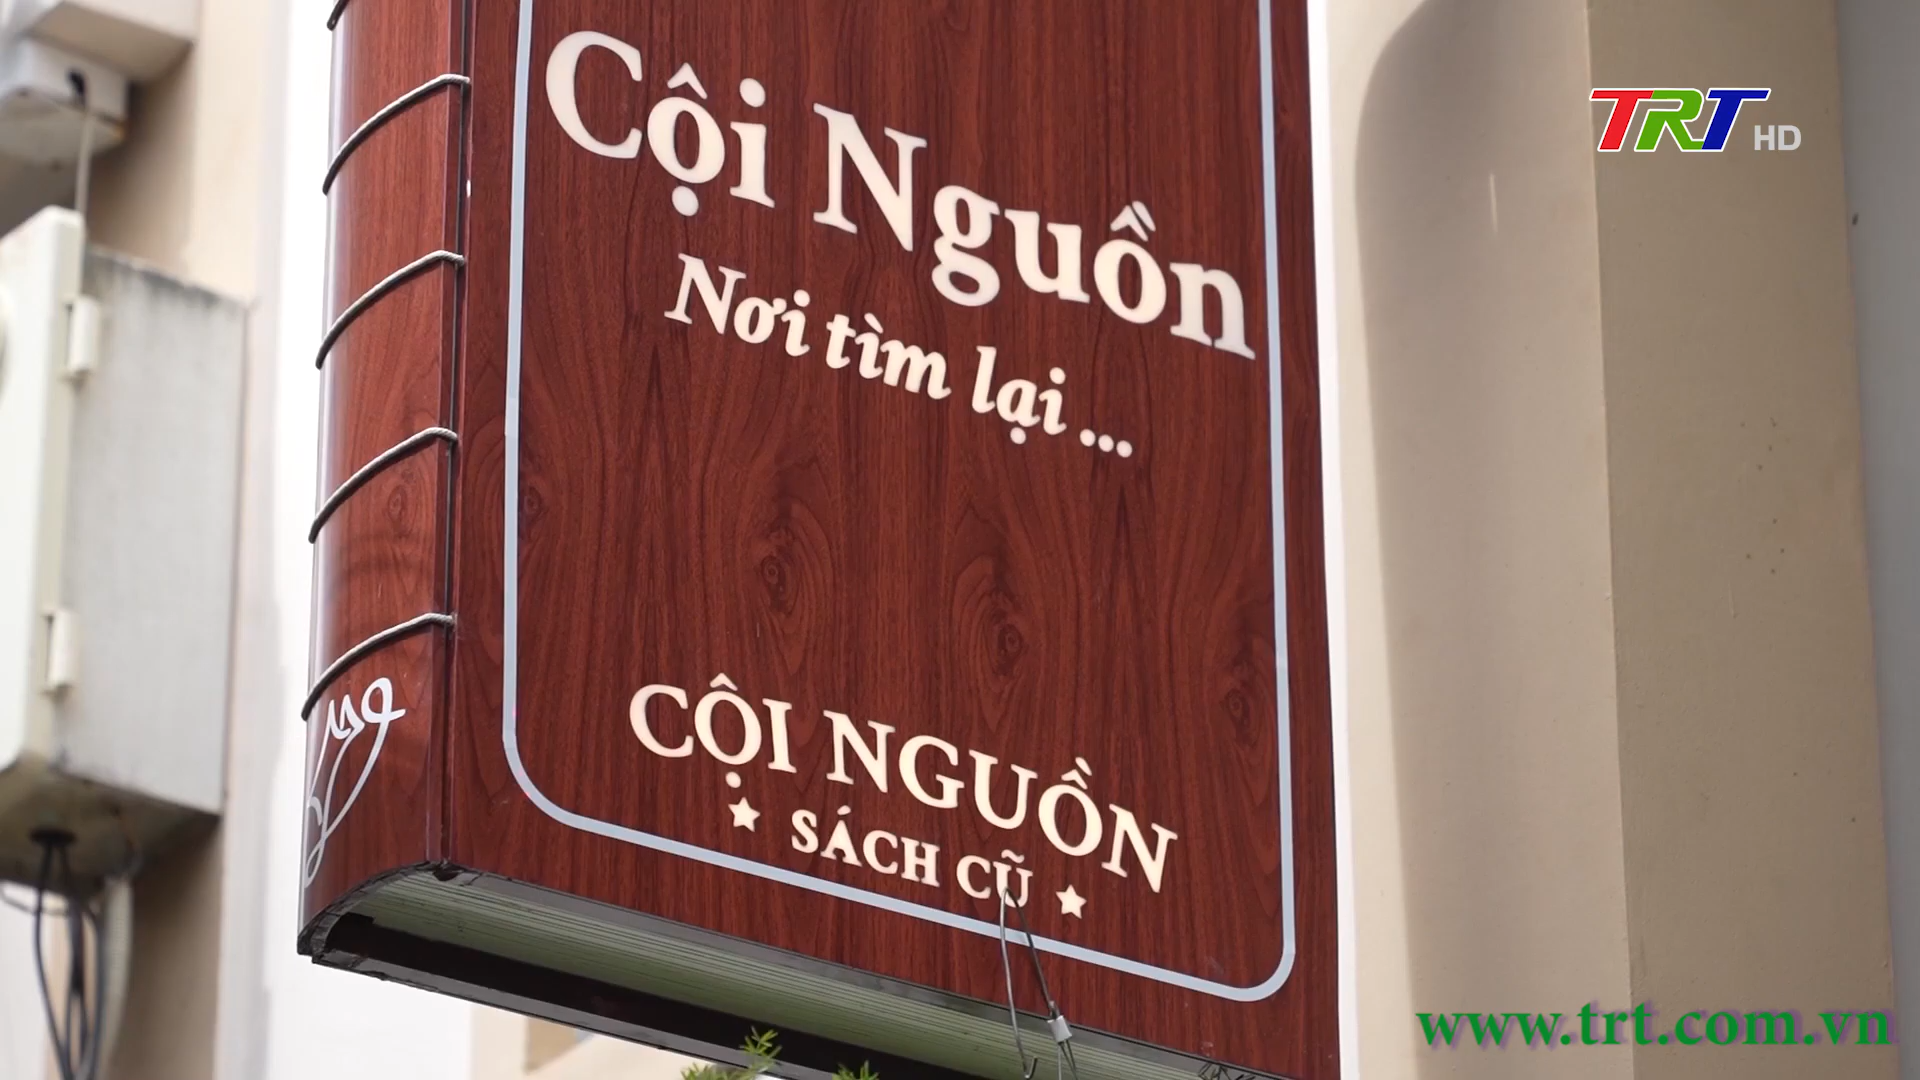 TRT HD
Cội Nguồn
Nơi tìm lại ...
CỘI NGUỒN
SÁCH CŨ
www.trt.com.vn